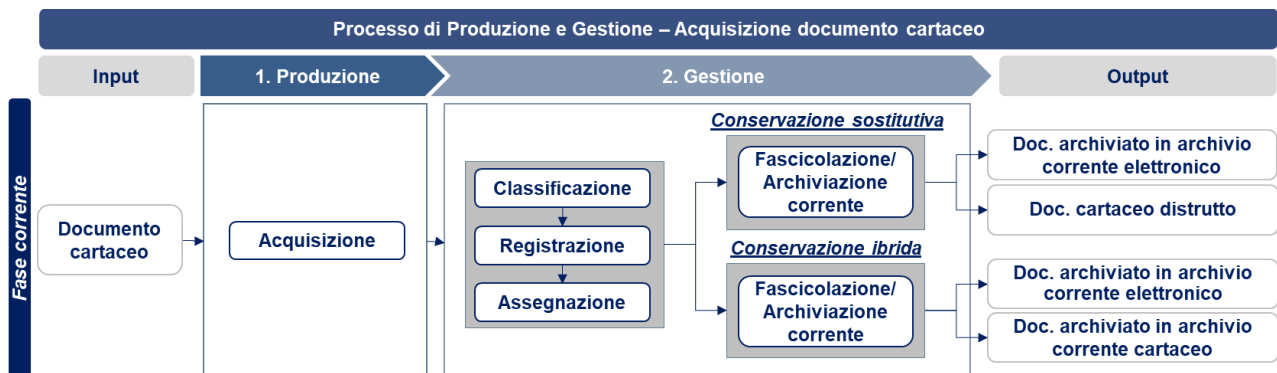 Processo di Produzione e Gestione – Acquisizione documento cartaceo
Input
1. Produzione
2. Gestione
Output
Fase corrente
Documento
cartaceo
Acquisizione
Classificazione
Registrazione
Assegnazione
Conservazione sostitutiva
Fascicolazione/
Archiviazione
corrente
Conservazione ibrida
Fascicolazione/
Archiviazione
corrente
Doc. archiviato in archivio
corrente elettronico
Doc. cartaceo distrutto
Doc. archiviato in archivio
corrente elettronico
Doc. archiviato in archivio
corrente cartaceo